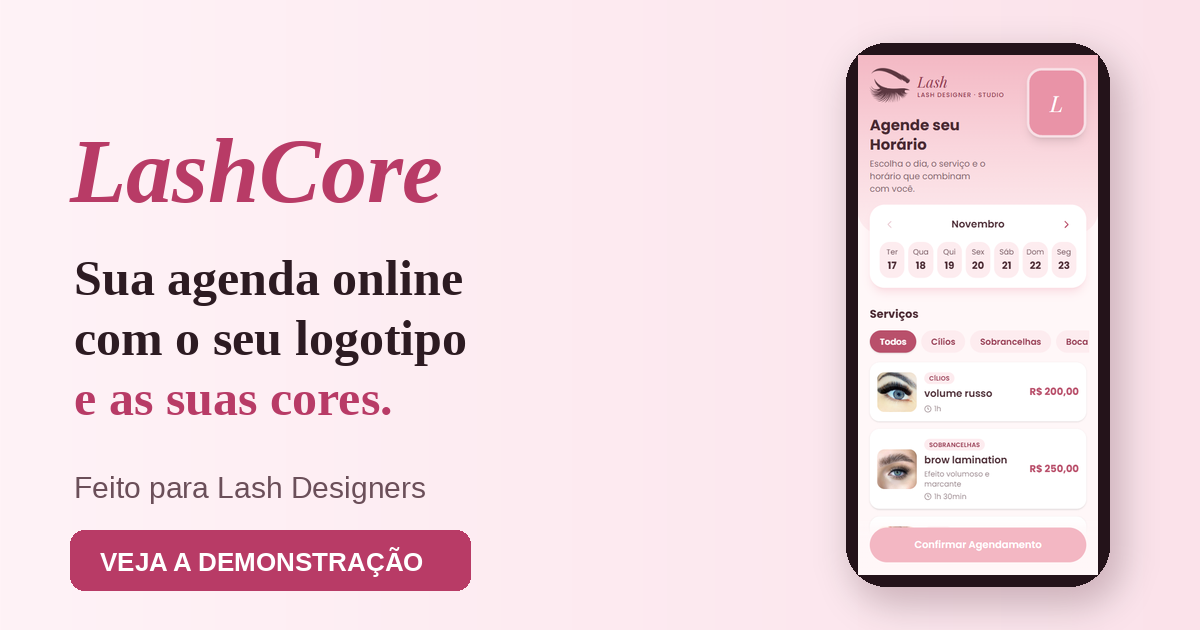 LashCore
Sua agenda online
com o seu logotipo
e as suas cores.
Feito para Lash Designers
VEJA A DEMONSTRAÇÃO
Lash
LASH DESIGNER · STUDIO
L
Agende seu
Horário
Escolha o dia, o serviço e o
horário que combinam
com você.
Novembro
Ter Qua Qui Sex Sáb Dom Seg
17 18 19 20 21 22 23
Serviços
Todos Cílios Sobrancelhas Boca
CÍLIOS
volume russo
R$ 200,00
1h
SOBRANCELHAS
brow lamination
R$ 250,00
Efeito volumoso e
marcante
1h 30min
Confirmar Agendamento